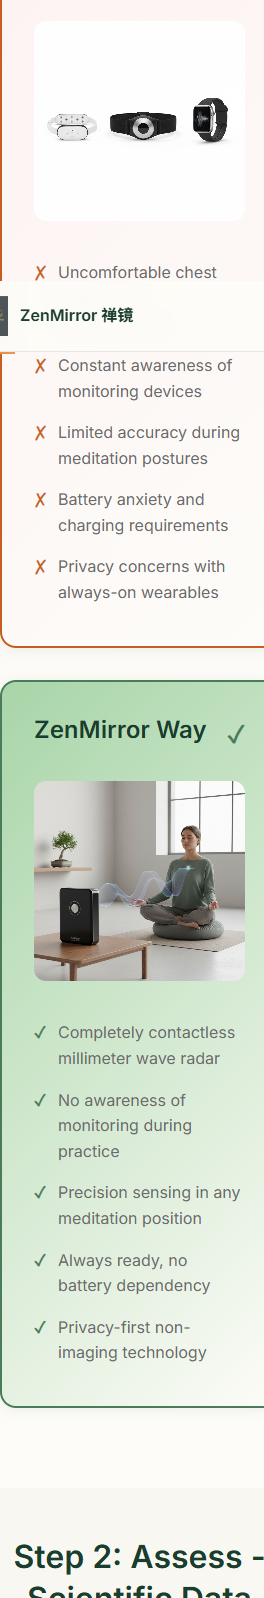 ✗ Uncomfortable chest
ZenMirror 禅镜
✗ Constant awareness of
monitoring devices
✗ Limited accuracy during
meditation postures
✗ Battery anxiety and
charging requirements
✗ Privacy concerns with
always-on wearables
ZenMirror Way ✓
✓ Completely contactless
millimeter wave radar
✓ No awareness of
monitoring during
practice
✓ Precision sensing in any
meditation position
✓ Always ready, no
battery dependency
✓ Privacy-first non-
imaging technology
Step 2: Assess -
Scientific Data